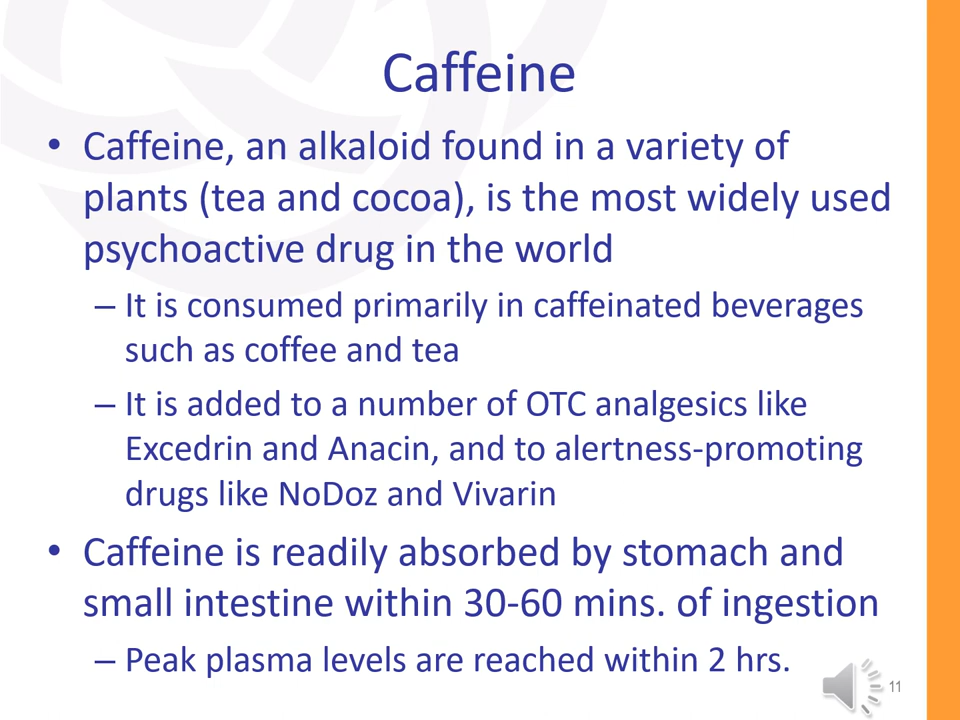 Caffeine
• Caffeine, an alkaloid found in a variety of
plants (tea and cocoa), is the most widely used
psychoactive drug in the world
– It is consumed primarily in caffeinated beverages
such as coffee and tea
– It is added to a number of OTC analgesics like
Excedrin and Anacin, and to alertness-promoting
drugs like NoDoz and Vivarin
• Caffeine is readily absorbed by stomach and
small intestine within 30-60 mins. of ingestion
– Peak plasma levels are reached within 2 hrs.
11